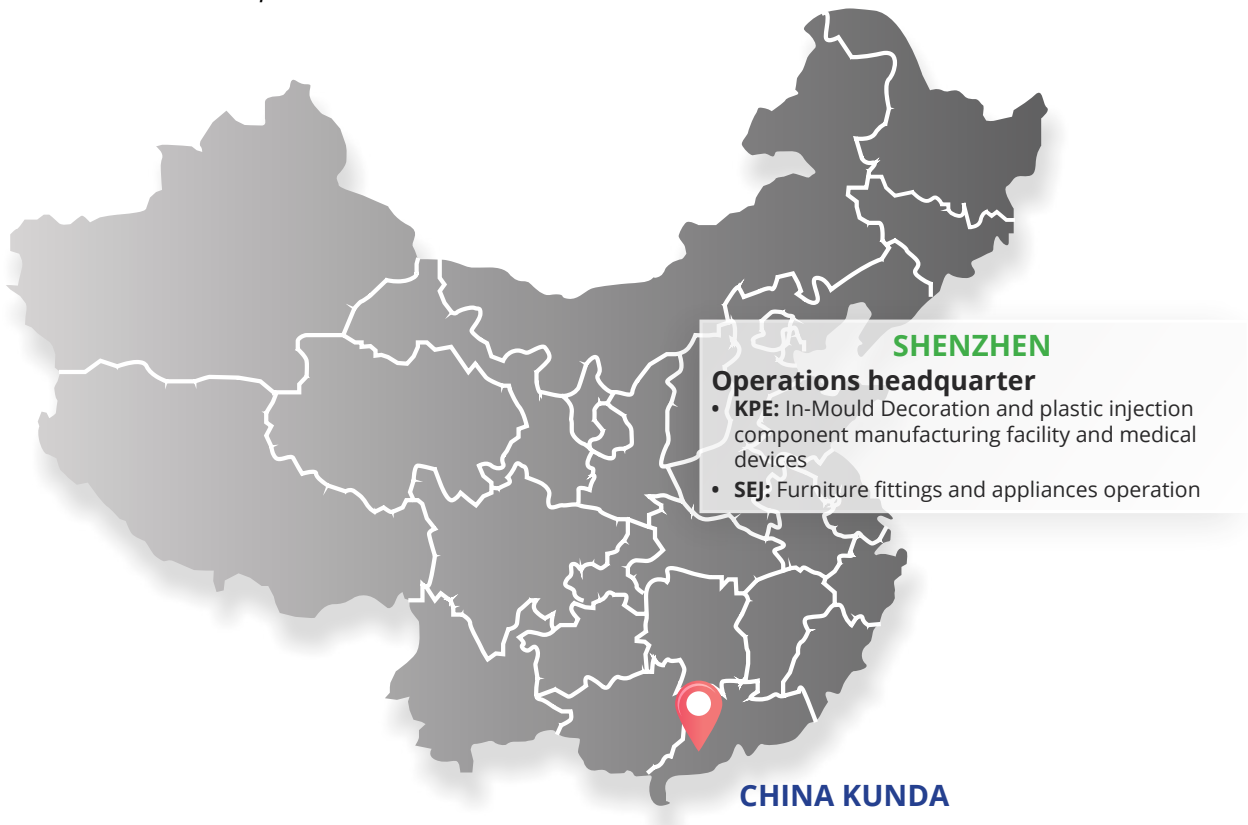 SHENZHEN
Operations headquarter
• KPE: In-Mould Decoration and plastic injection
component manufacturing facility and medical
devices
• SEJ: Furniture fittings and appliances operation
CHINA KUNDA